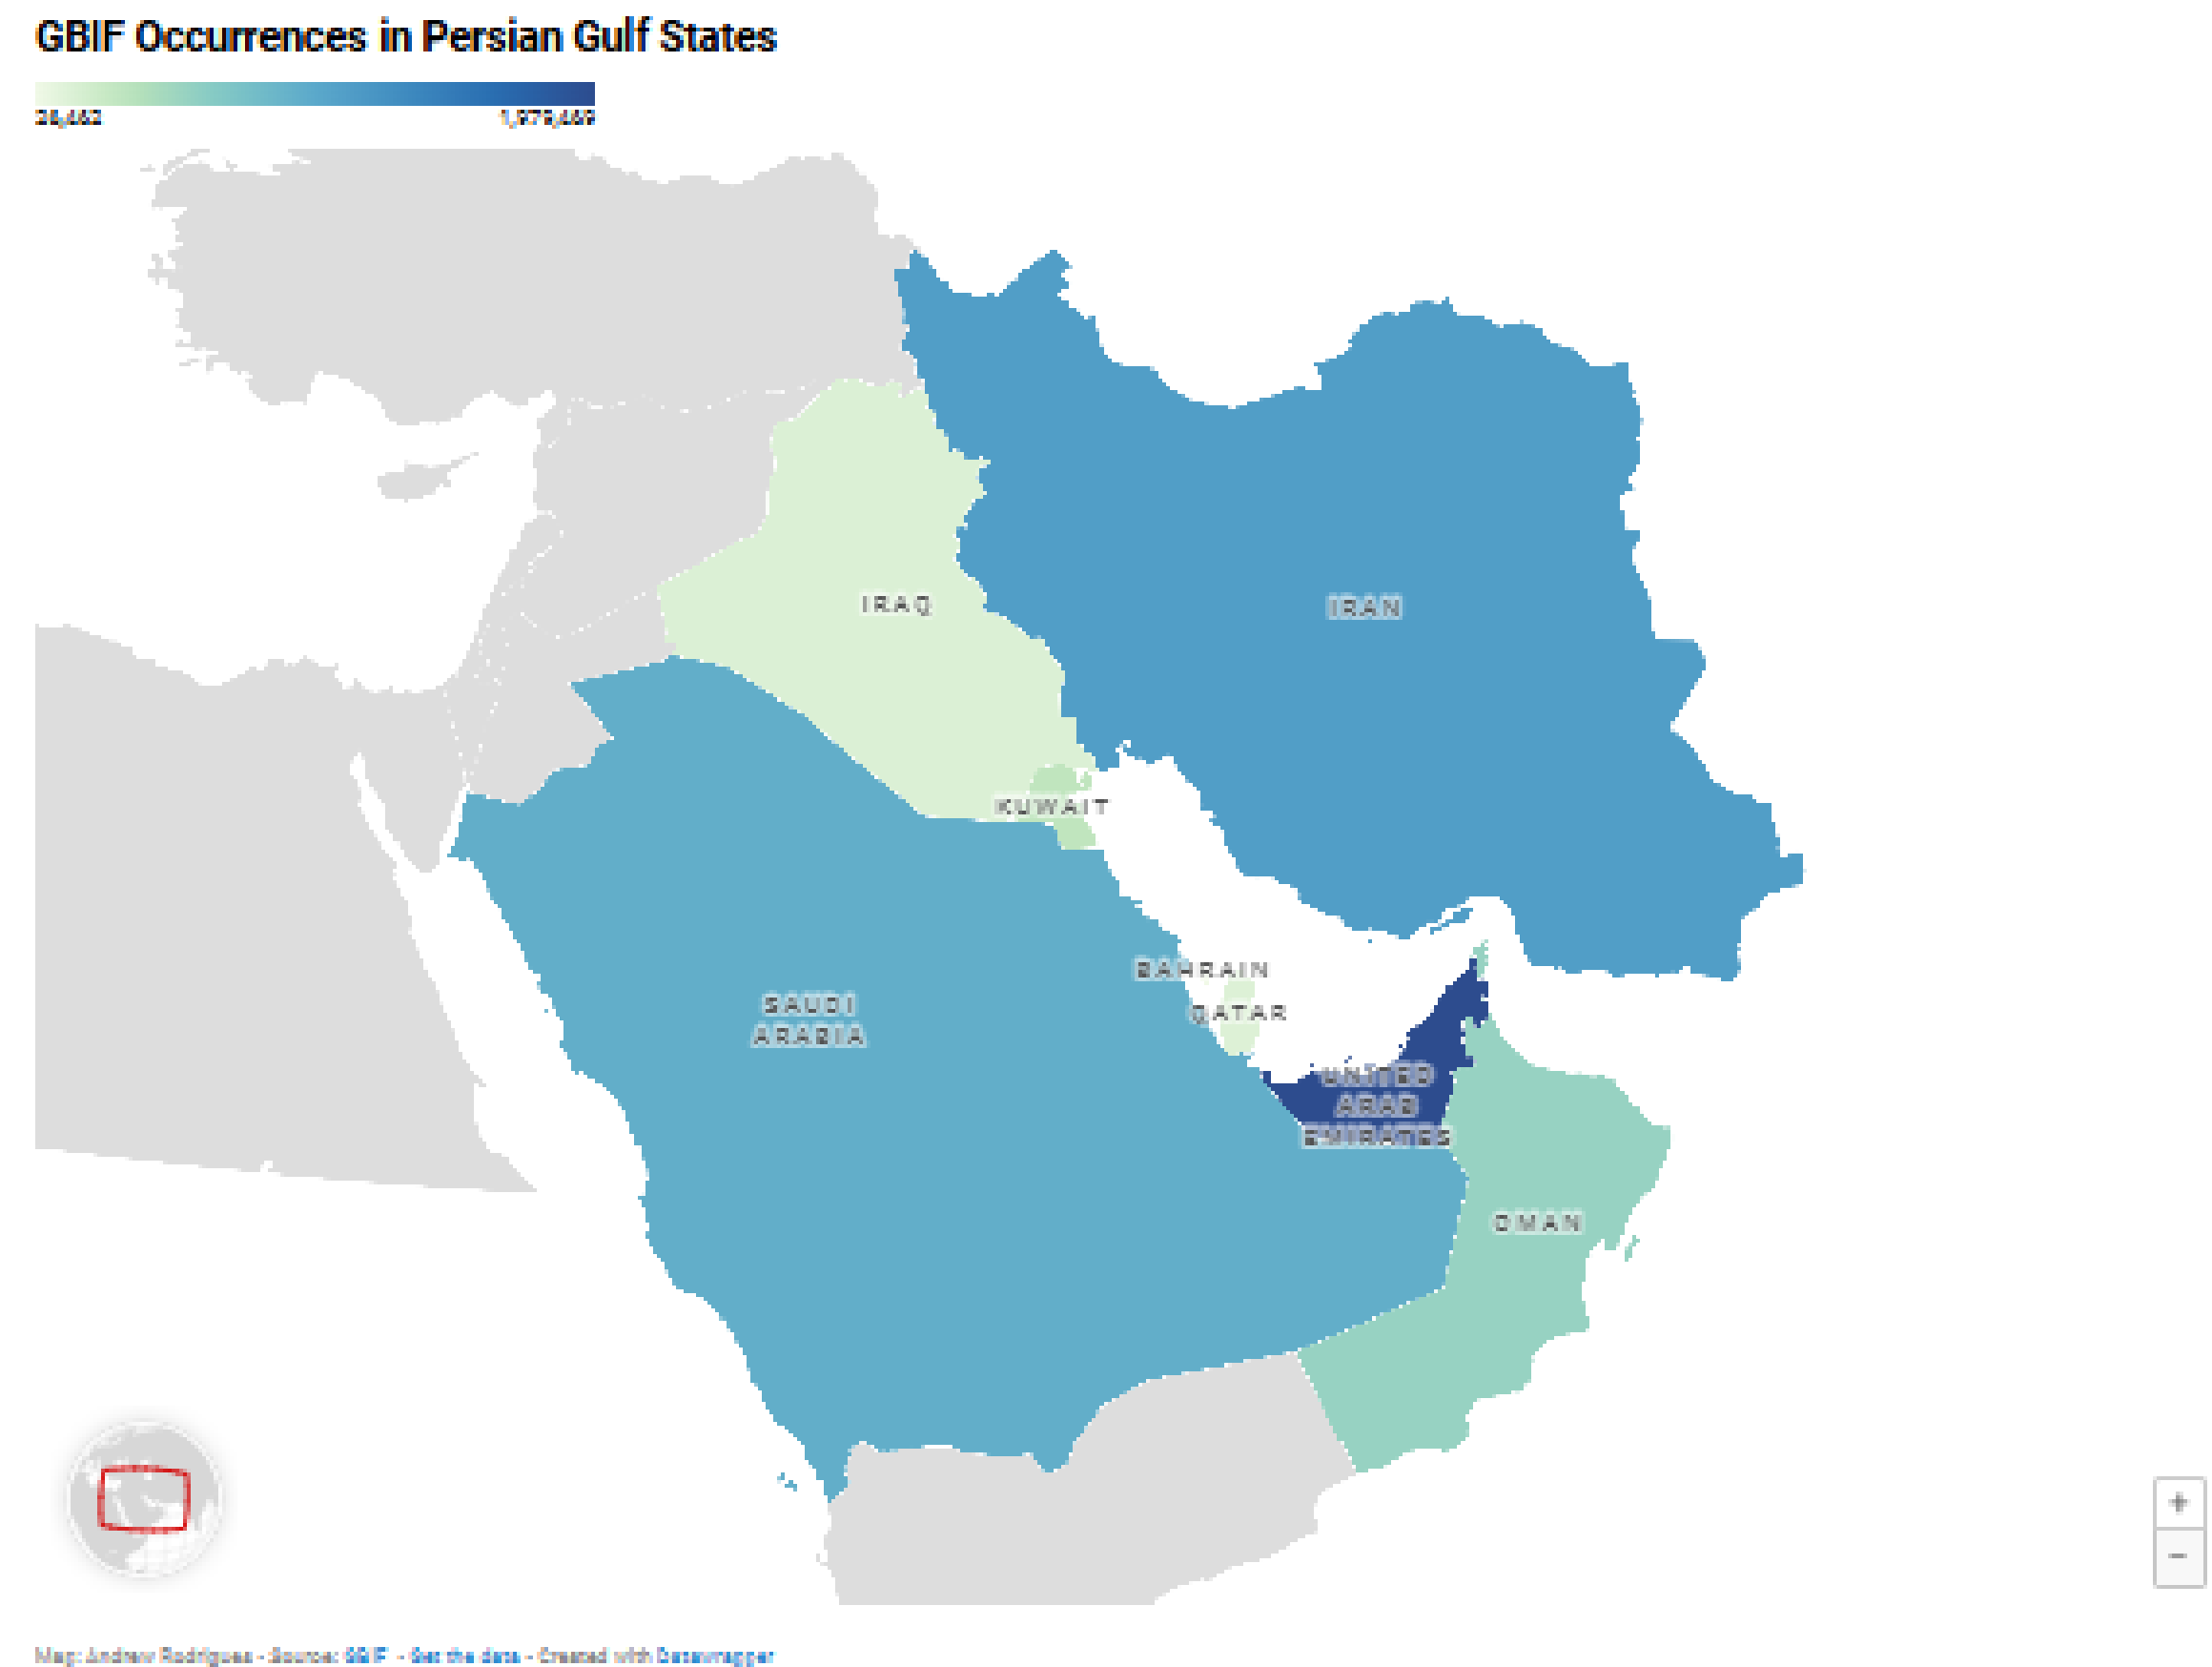 GBIF Occurrences in Persian Gulf States
1,979,469
IRAQ
IRAN
KUWAIT
BAHRAIN
QATAR
SAUDI
ARABIA
UNITED
ARAB
EMIRATES
OMAN
+
−
Map: Andrew Rodrigues - Source: GBIF - Get the data - Created with Datawrapper